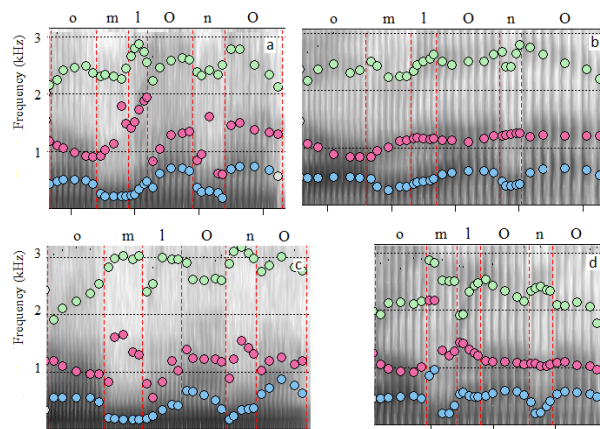 o m l O n O o m l O n O
3 a b
Frequency (kHz)
2
1
o m l O n O o m l O n O
3 c d
Frequency (kHz)
2
1